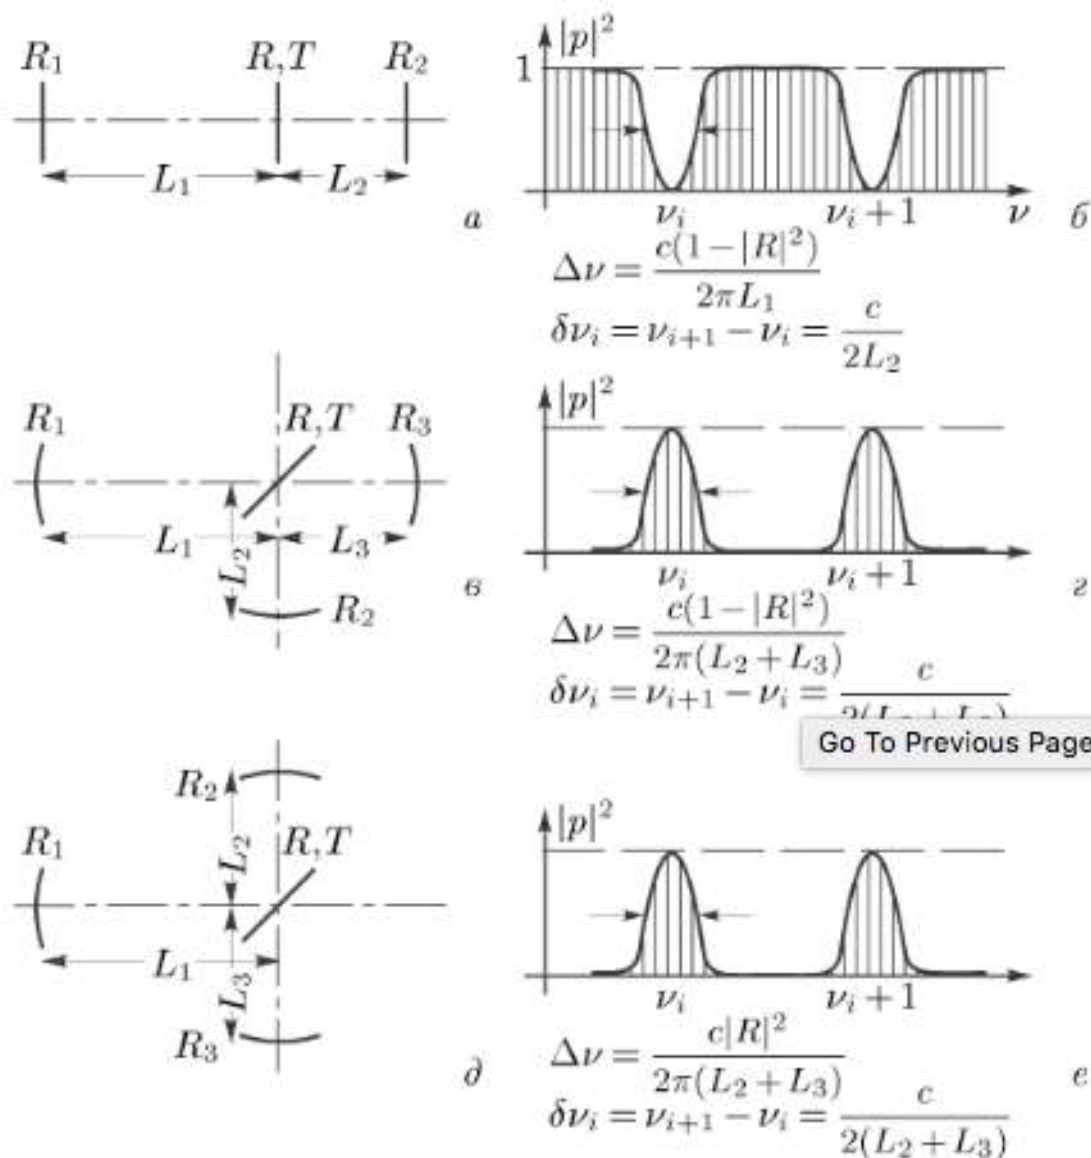 R₁ R,T R₂
L₁ L₂
а
|p|²
1
νᵢ νᵢ + 1 ν
б
Δν = c(1−|R|²) / 2πL₁
δνᵢ = νᵢ₊₁ − νᵢ = c / 2L₂
R₁ R,T R₃
L₁ L₃
L₂
R₂
в
|p|²
νᵢ νᵢ + 1
г
Δν = c(1−|R|²) / 2π(L₂ + L₃)
δνᵢ = νᵢ₊₁ − νᵢ = c
Go To Previous Page
R₂
L₂
R₁ R,T
L₁
L₃
R₃
д
|p|²
νᵢ νᵢ + 1
е
Δν = c|R|² / 2π(L₂ + L₃)
δνᵢ = νᵢ₊₁ − νᵢ = c / 2(L₂ + L₃)